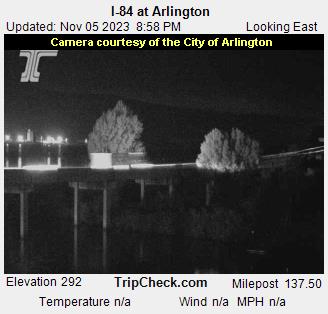 I-84 at Arlington
Updated: Nov 05 2023 8:58 PM Looking East
Camera courtesy of the City of Arlington
Elevation 292 TripCheck.com Milepost 137.50
Temperature n/a Wind n/a MPH n/a